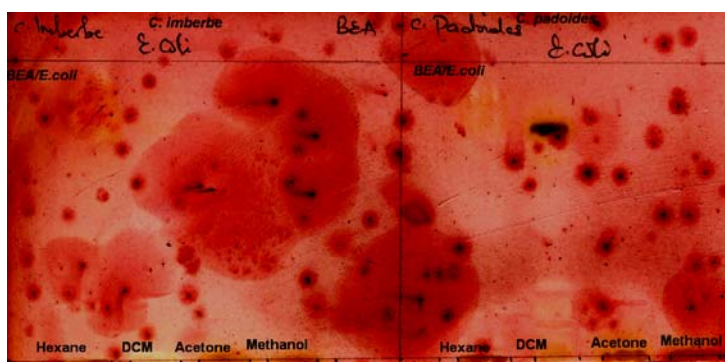 C. imberbe
C. Imberbe
E. Coli
BEA
BEA/E.coli
Hexane DCM Acetone Methanol
C. padoides
C. Padoides
E. Coli
BEA/E.coli
Hexane DCM Acetone Methanol